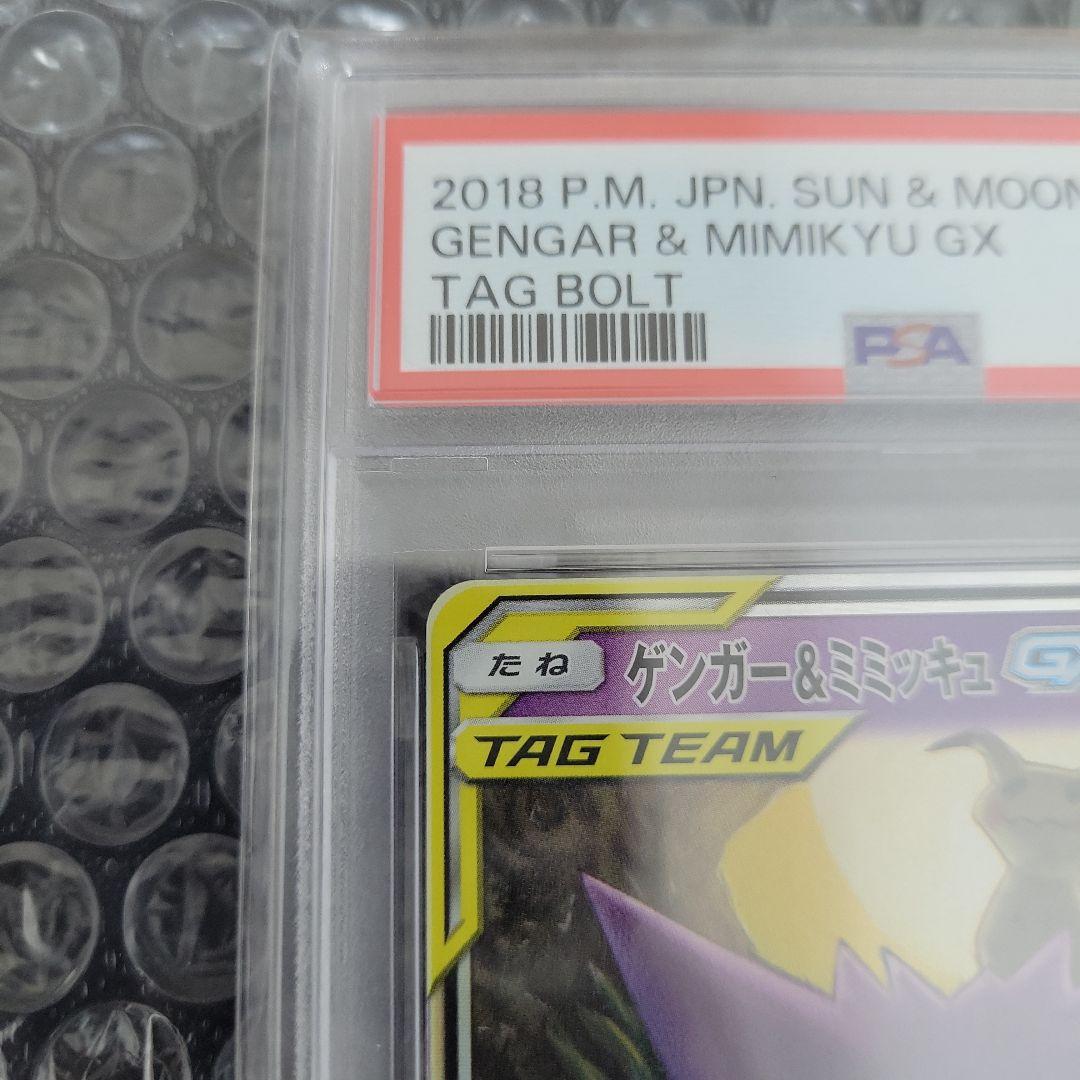 2018 P.M. JPN. SUN & MOON
GENGAR & MIMIKYU GX
TAG BOLT
PSA
たね ゲンガー&ミミッキュ GX
TAG TEAM